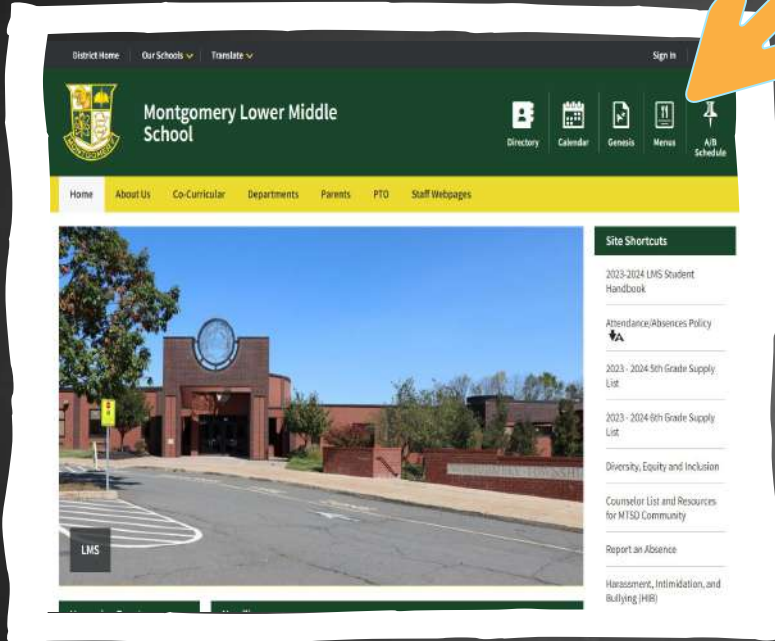 District Home Our Schools Translate Sign In
Montgomery Lower Middle
School
Directory Calendar Genesis Menus A/B
Schedule
Home About Us Co-Curricular Departments Parents PTO Staff Webpages
Site Shortcuts
2023-2024 LMS Student
Handbook
Attendance/Absences Policy
2023 - 2024 5th Grade Supply
List
2023 - 2024 6th Grade Supply
List
Diversity, Equity and Inclusion
Counselor List and Resources
for MTSD Community
Report an Absence
Harassment, Intimidation, and
Bullying (HIB)
MONTGOMERY TOWNSHIP
LMS